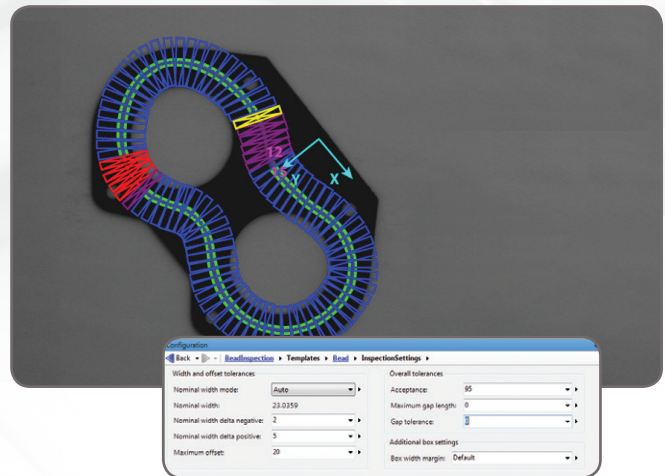 12
Y
X
Configuration
Back BeadInspection Templates Bead InspectionSettings
Width and offset tolerances
Nominal width mode: Auto
Nominal width: 23.0359
Nominal width delta negative: 2
Nominal width delta positive: 5
Maximum offset: 20
Overall tolerances
Acceptance: 95
Maximum gap length: 0
Gap tolerance:
Additional box settings
Box width margin: Default